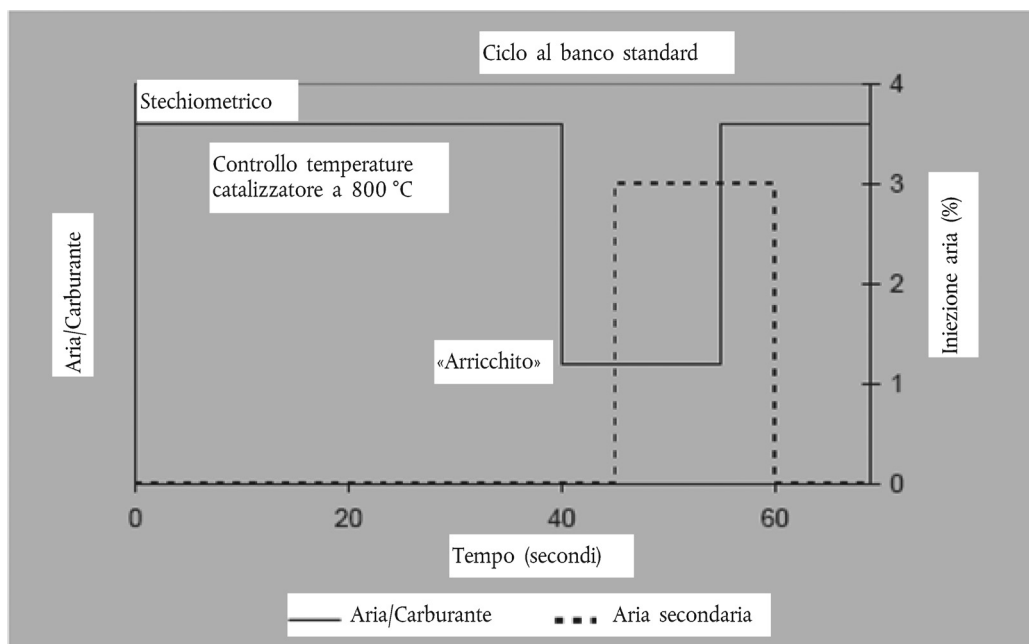 Ciclo al banco standard
Stechiometrico
Controllo temperature
catalizzatore a 800 °C
«Arricchito»
Aria/Carburante
Iniezione aria (%)
4
3
2
1
0
0 20 40 60
Tempo (secondi)
Aria/Carburante Aria secondaria